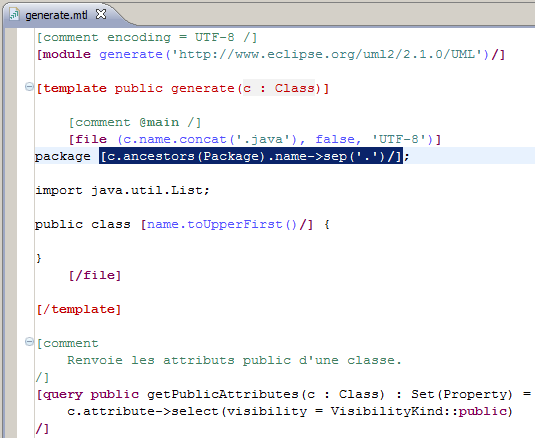 generate.mtl
[comment encoding = UTF-8 /]
[module generate('http://www.eclipse.org/uml2/2.1.0/UML')/]
[template public generate(c : Class)]
[comment @main /]
[file (c.name.concat('.java'), false, 'UTF-8')]
package [c.ancestors(Package).name->sep('.')/];
import java.util.List;
public class [name.toUpperFirst()/] {
}
[/file]
[/template]
[comment
Renvoie les attributs public d'une classe.
/]
[query public getPublicAttributes(c : Class) : Set(Property) =
c.attribute->select(visibility = VisibilityKind::public)
/]